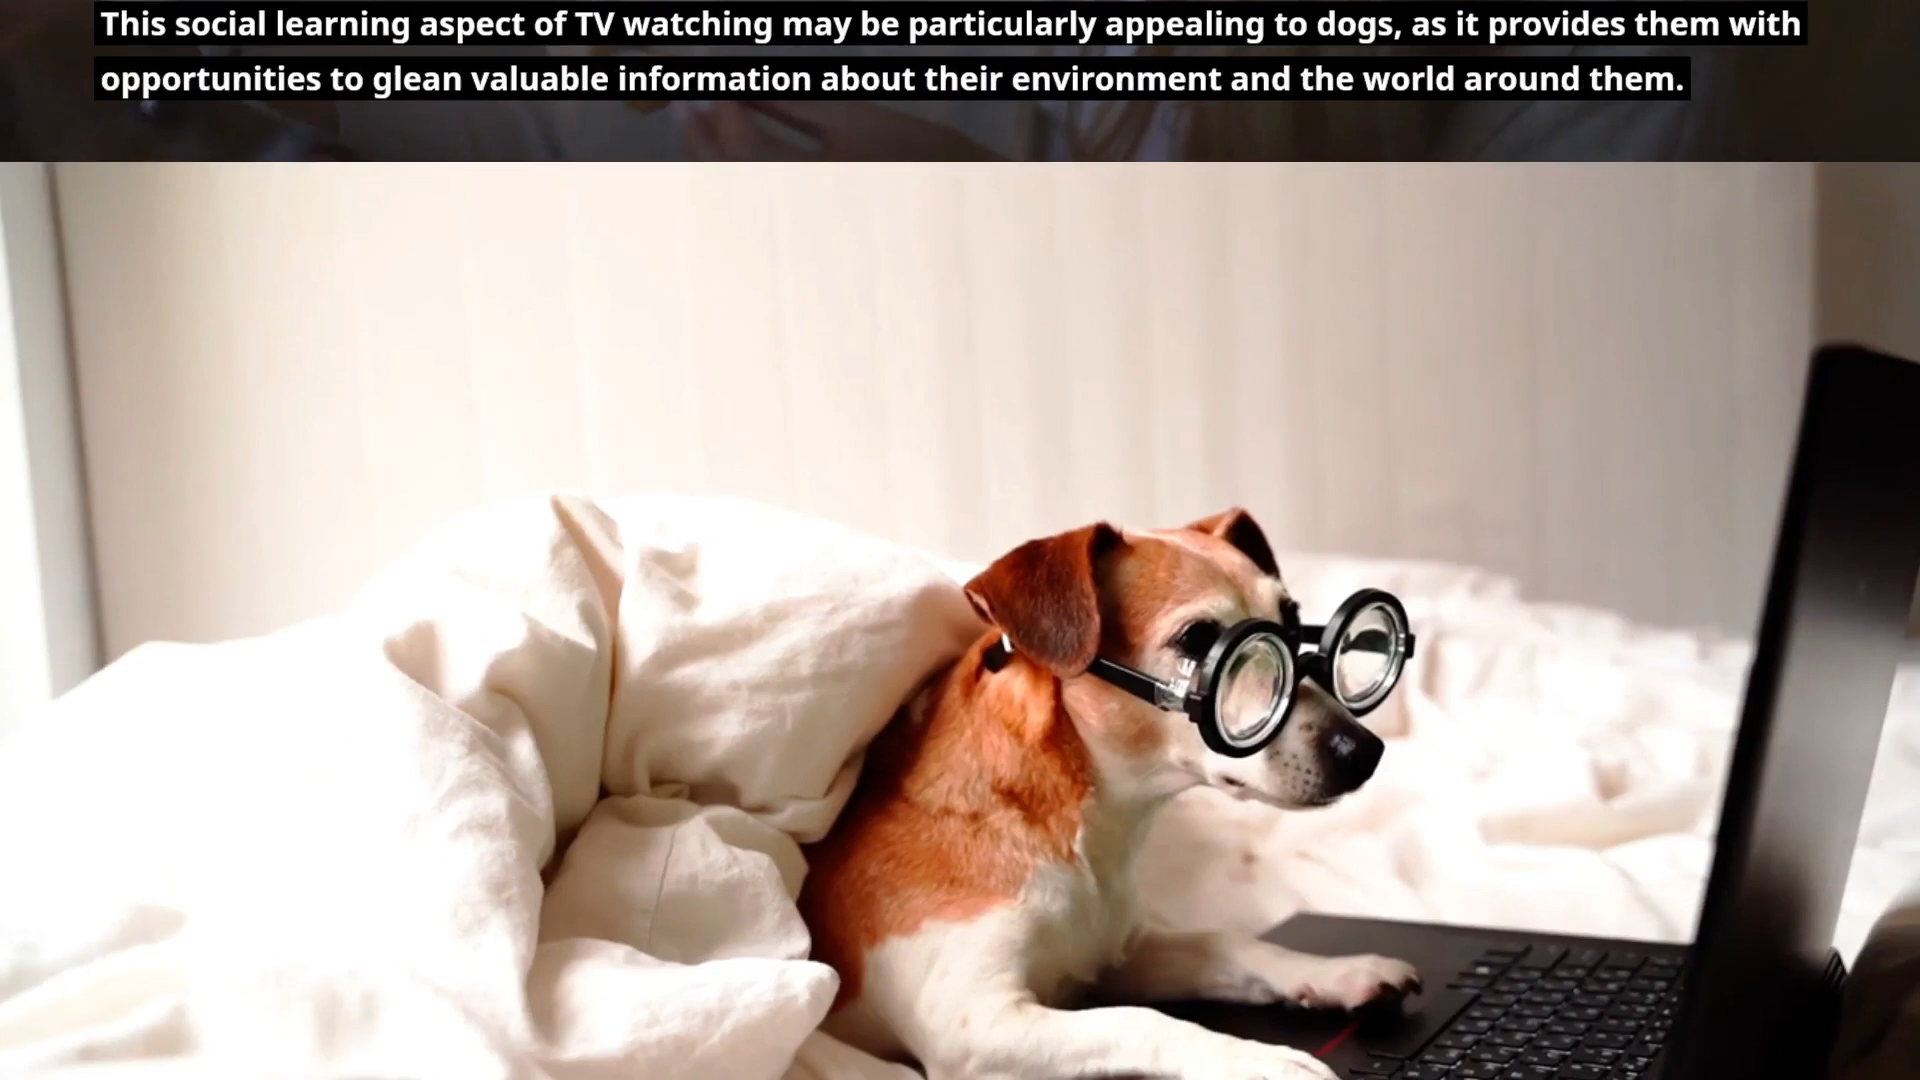 This social learning aspect of TV watching may be particularly appealing to dogs, as it provides them with
opportunities to glean valuable information about their environment and the world around them.